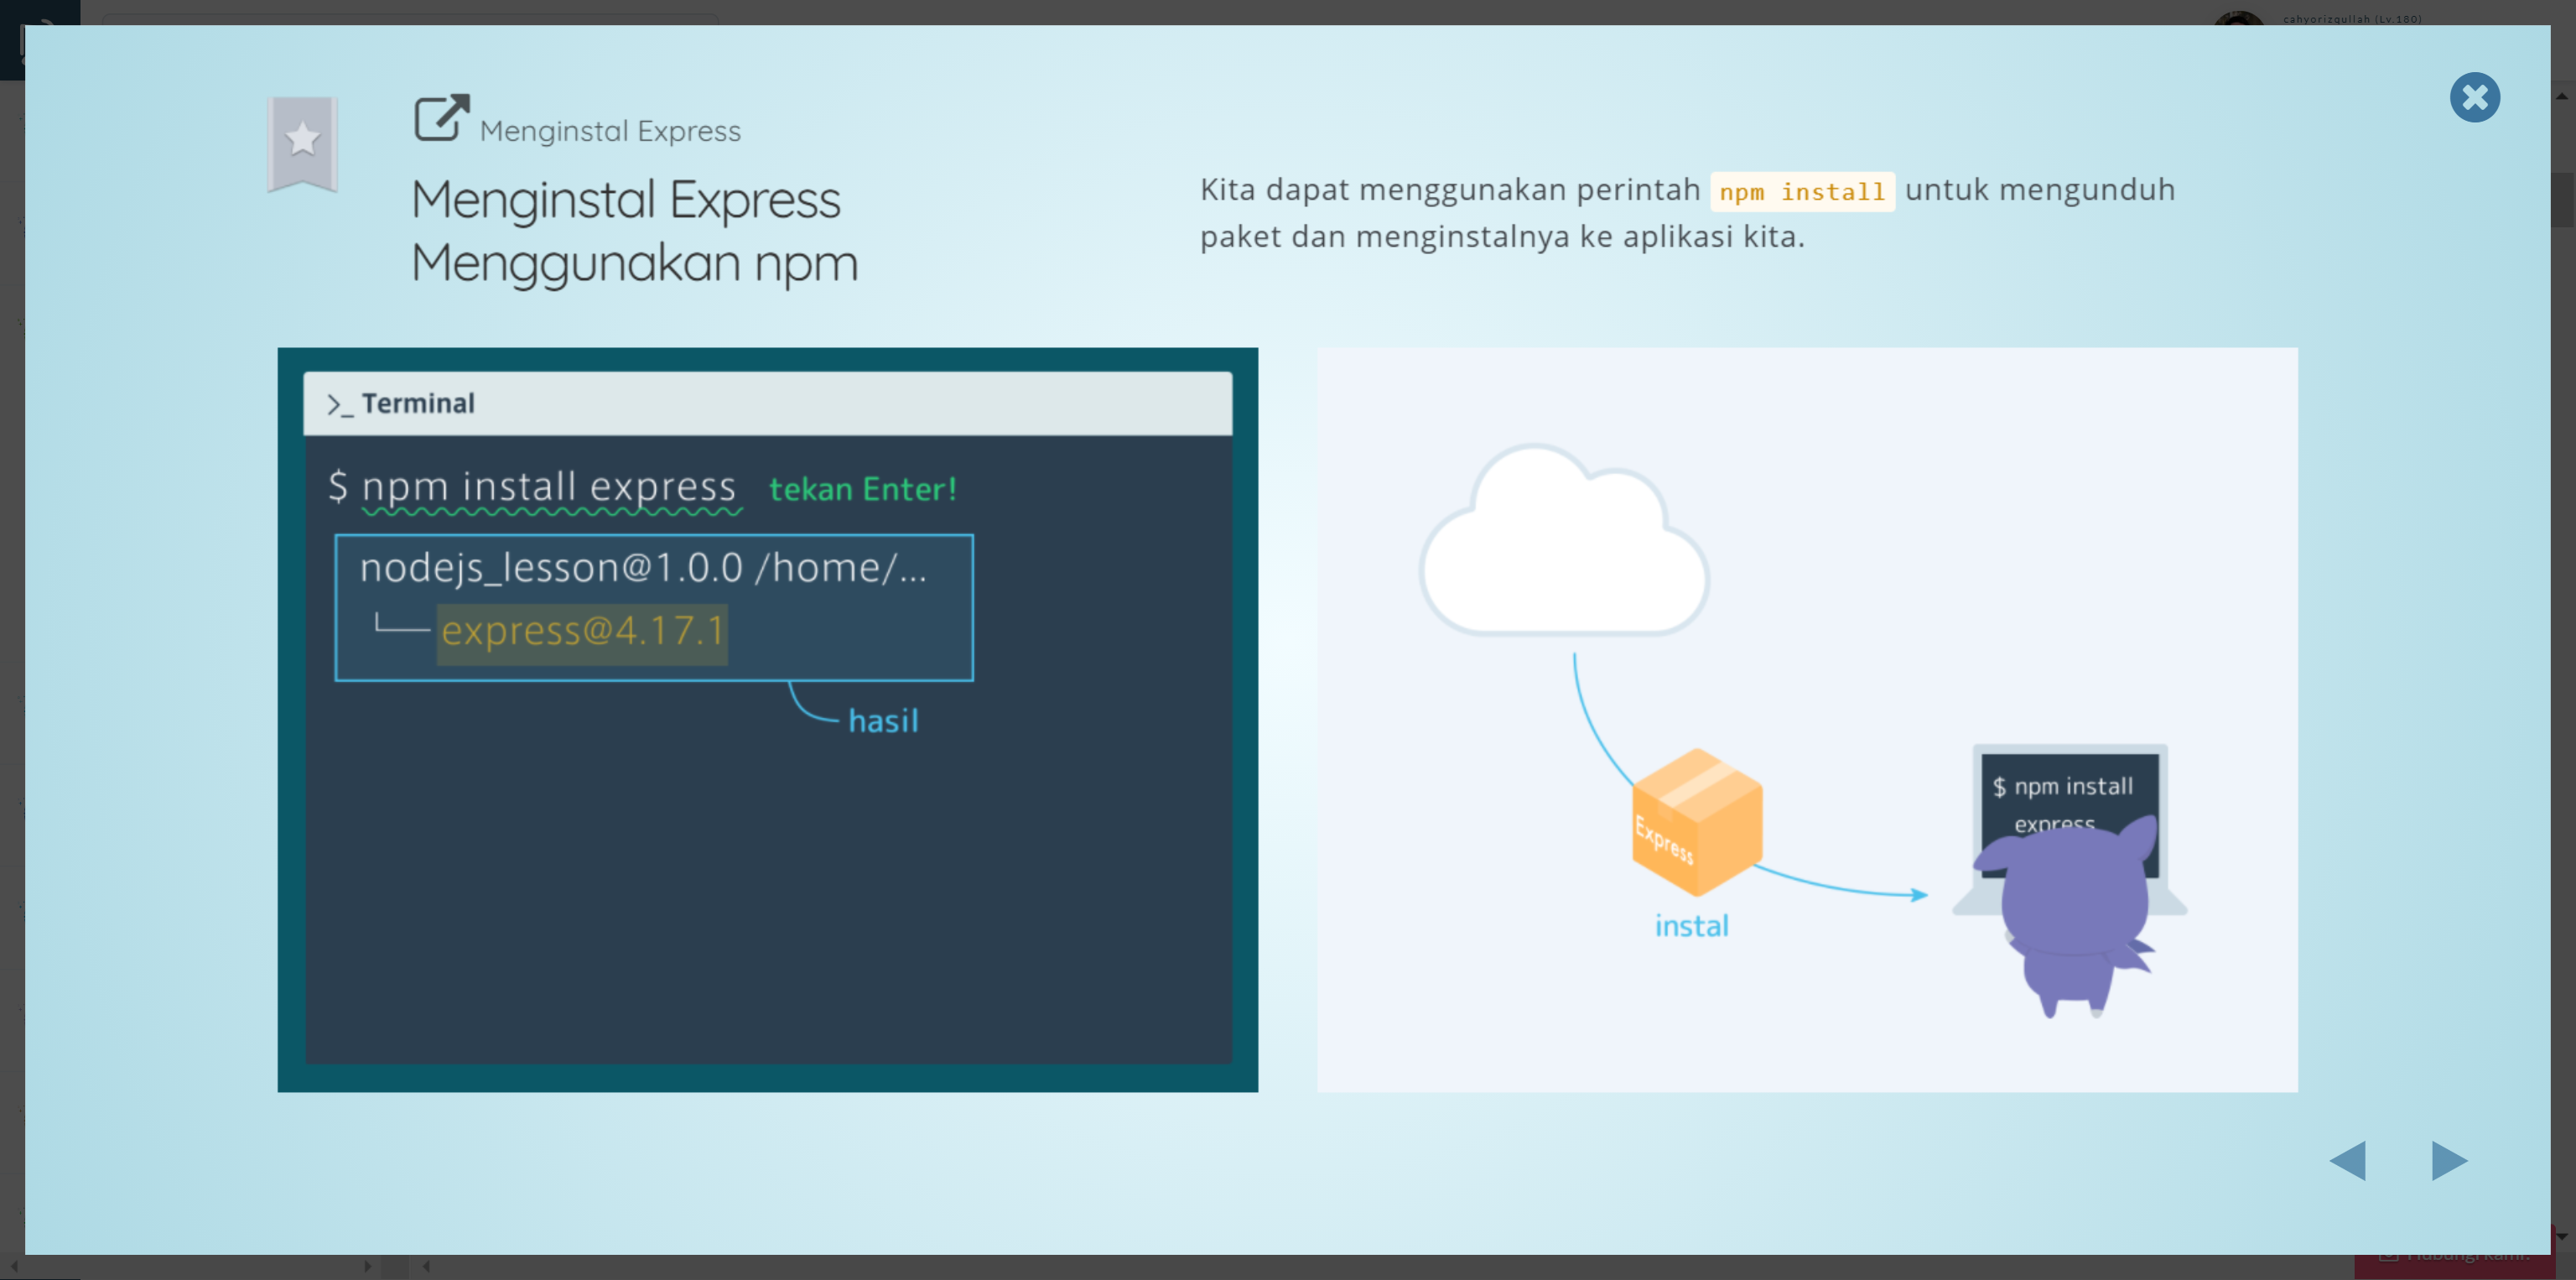 cahyorizqullah (Lv.180)
Menginstal Express
Menginstal Express
Menggunakan npm
Kita dapat menggunakan perintah npm install untuk mengunduh
paket dan menginstalnya ke aplikasi kita.
>_ Terminal
$ npm install express tekan Enter!
nodejs_lesson@1.0.0 /home/...
express@4.17.1
hasil
$ npm install
express
Express
instal
Hubungi kami!